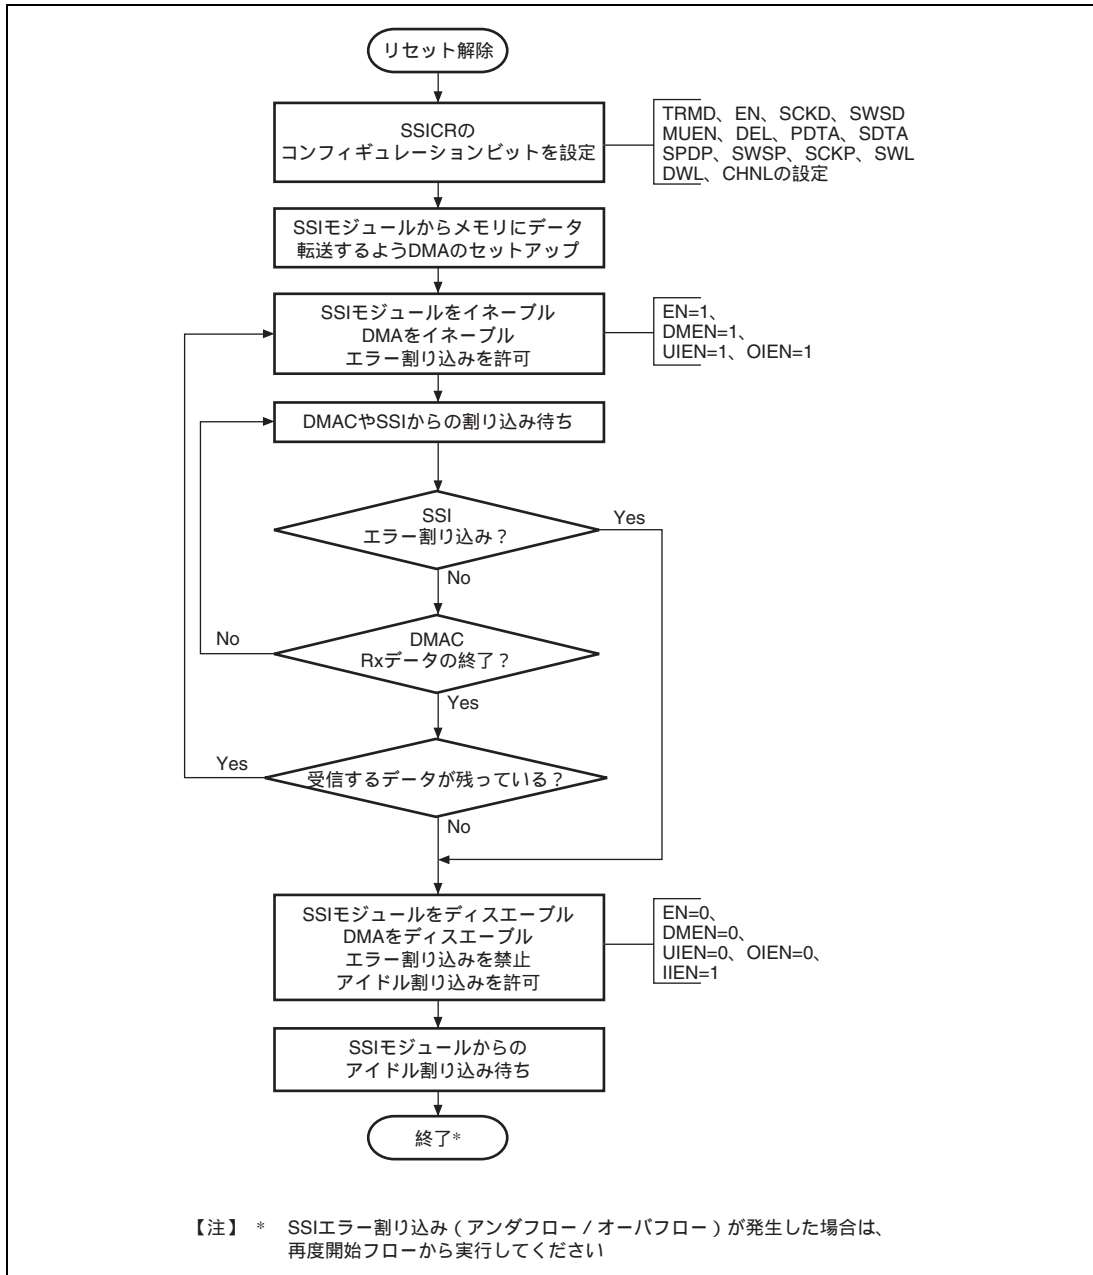 リセット解除
SSICRの
コンフィギュレーションビットを設定
TRMD、EN、SCKD、SWSD
MUEN、DEL、PDTA、SDTA
SPDP、SWSP、SCKP、SWL
DWL、CHNLの設定
SSIモジュールからメモリにデータ
転送するようDMAのセットアップ
SSIモジュールをイネーブル
DMAをイネーブル
エラー割り込みを許可
EN=1、
DMEN=1、
UIEN=1、OIEN=1
DMACやSSIからの割り込み待ち
SSI
エラー割り込み？
Yes
No
DMAC
Rxデータの終了？
No
Yes
受信するデータが残っている？
Yes
No
SSIモジュールをディスエーブル
DMAをディスエーブル
エラー割り込みを禁止
アイドル割り込みを許可
EN=0、
DMEN=0、
UIEN=0、OIEN=0、
IIEN=1
SSIモジュールからの
アイドル割り込み待ち
終了*
【注】 * SSIエラー割り込み（アンダフロー／オーバフロー）が発生した場合は、
再度開始フローから実行してください